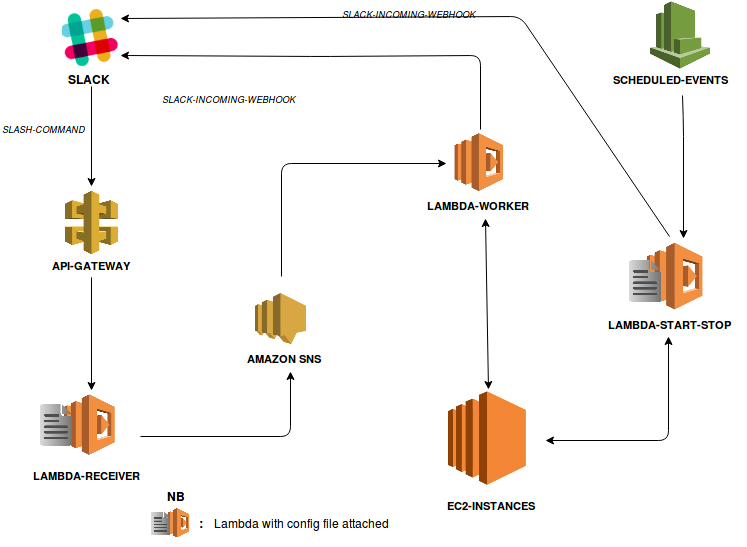 SLACK-INCOMING-WEBHOOK
SLACK
SCHEDULED-EVENTS
SLACK-INCOMING-WEBHOOK
SLASH-COMMAND
LAMBDA-WORKER
API-GATEWAY
LAMBDA-START-STOP
AMAZON SNS
LAMBDA-RECEIVER
EC2-INSTANCES
NB
: Lambda with config file attached